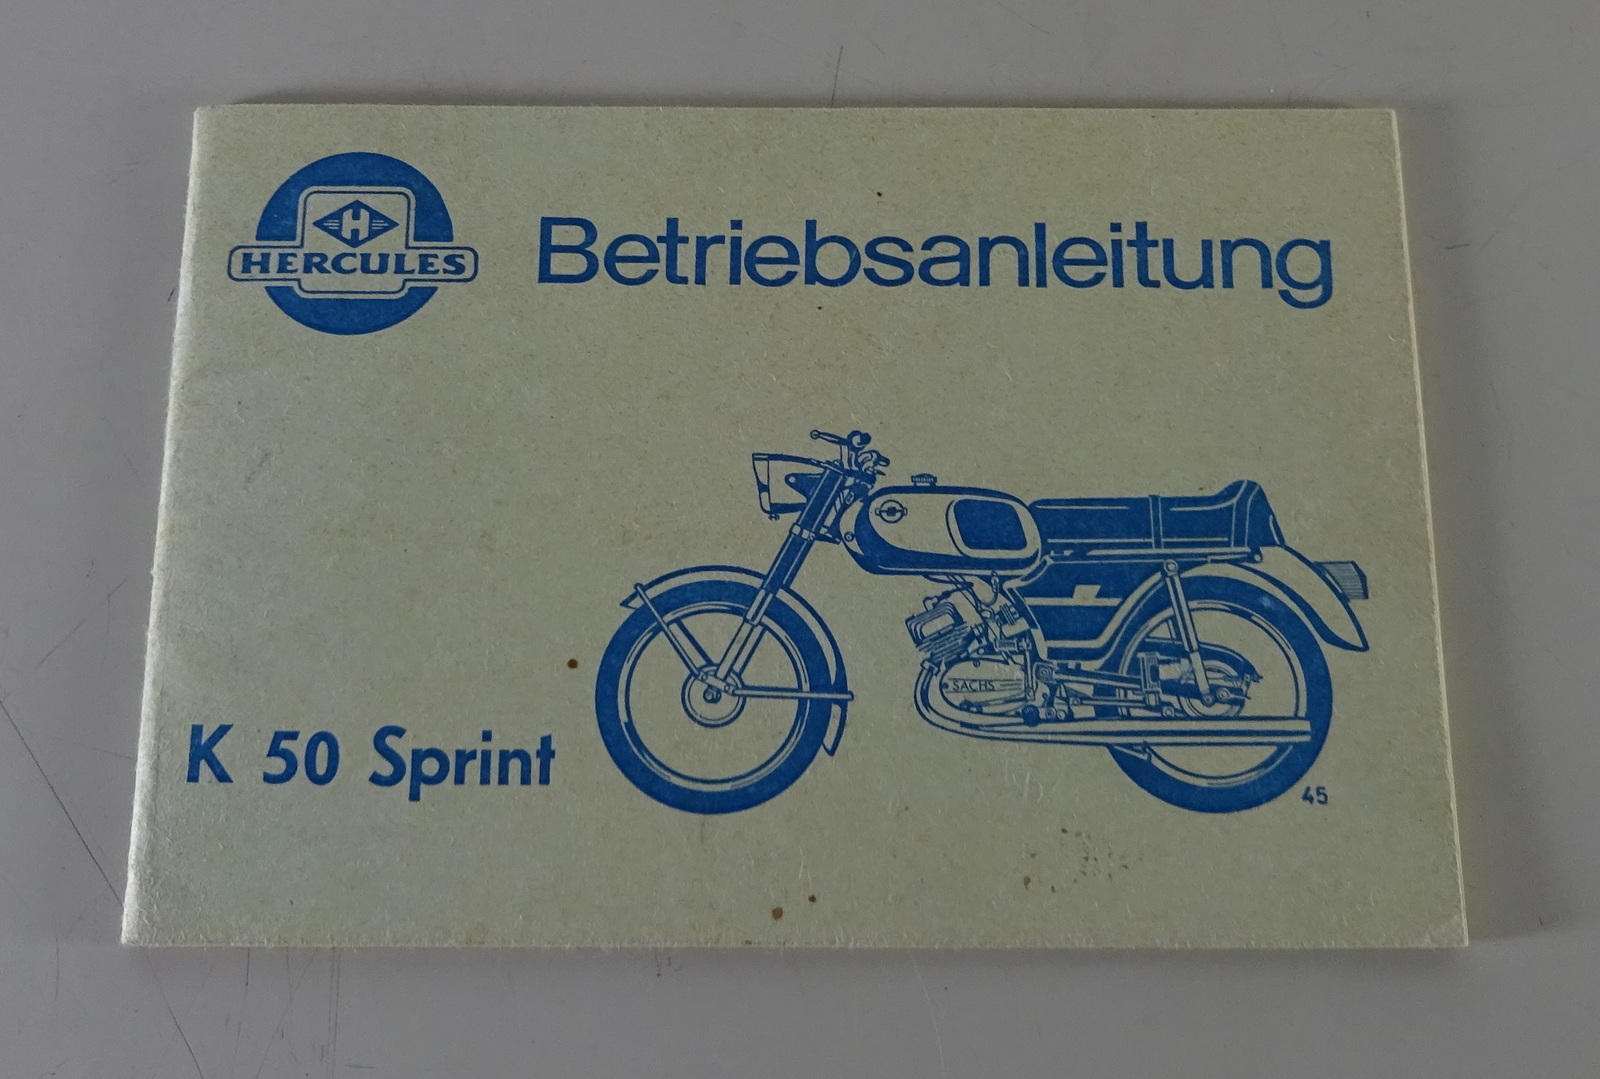 HERCULES
H
Betriebsanleitung
SACHS
K 50 Sprint
45